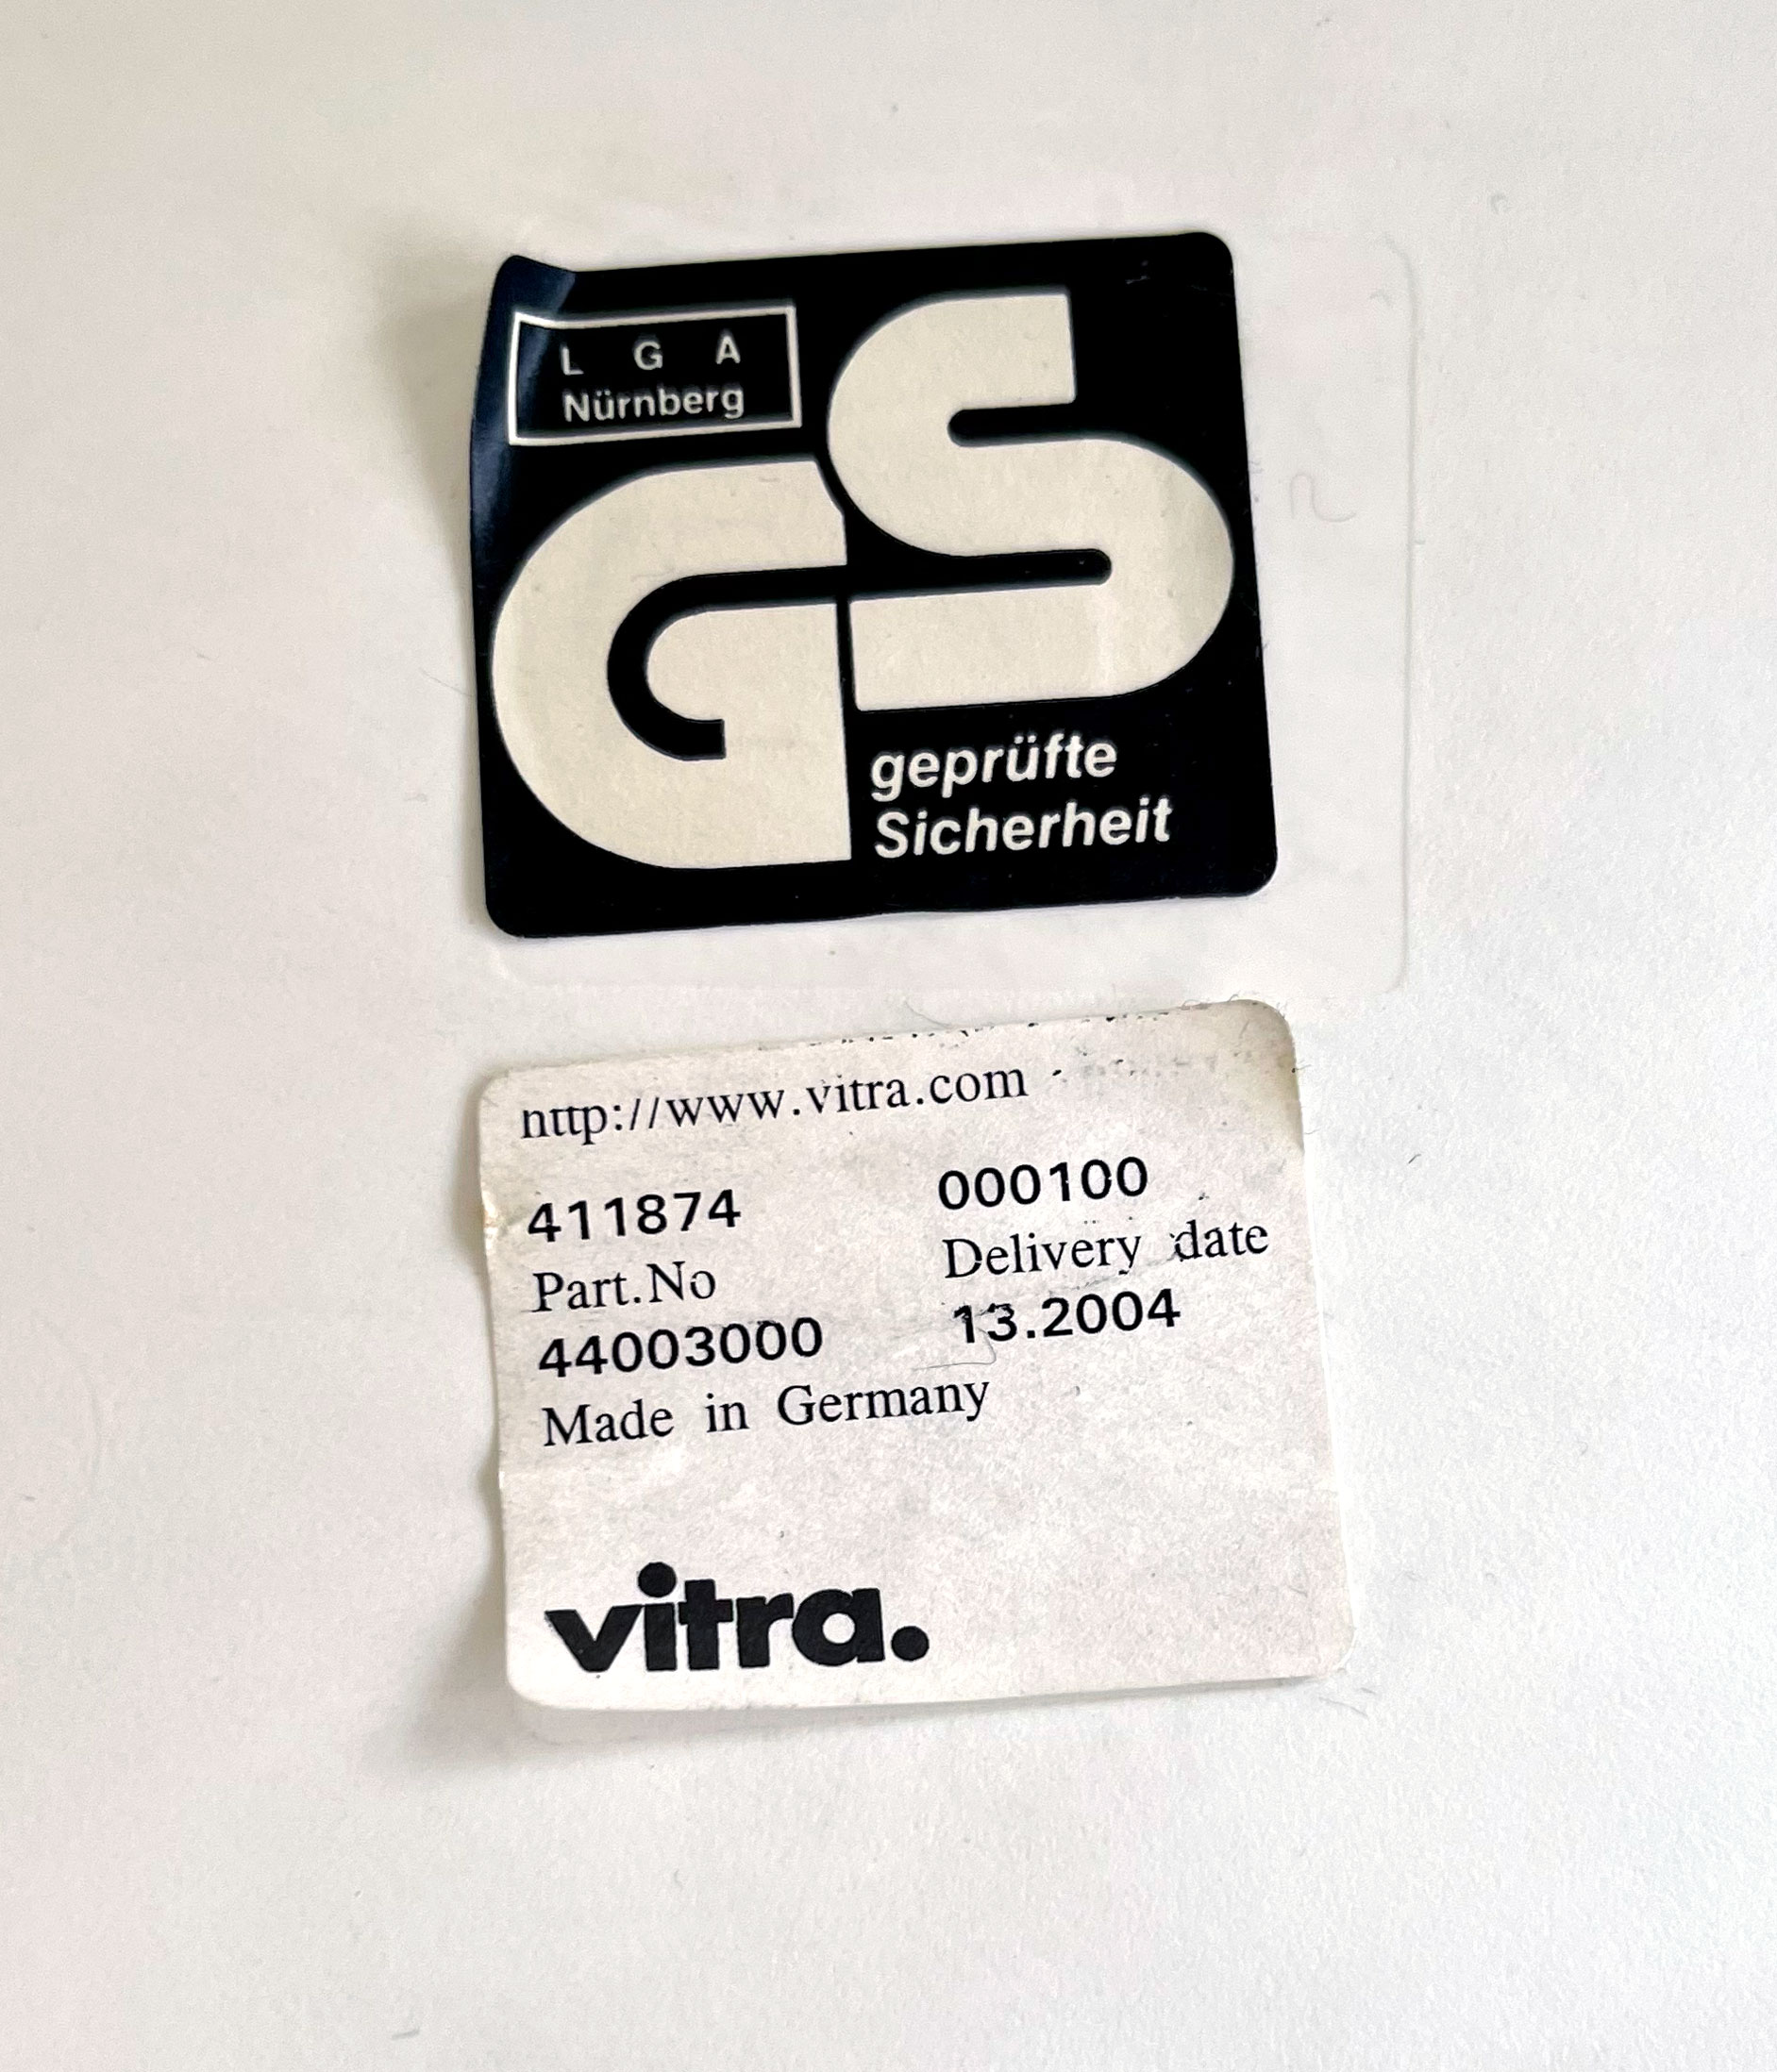 L G A
Nürnberg
GS
geprüfte
Sicherheit
http://www.vitra.com
411874 000100
Part.No Delivery date
44003000 13.2004
Made in Germany
vitra.